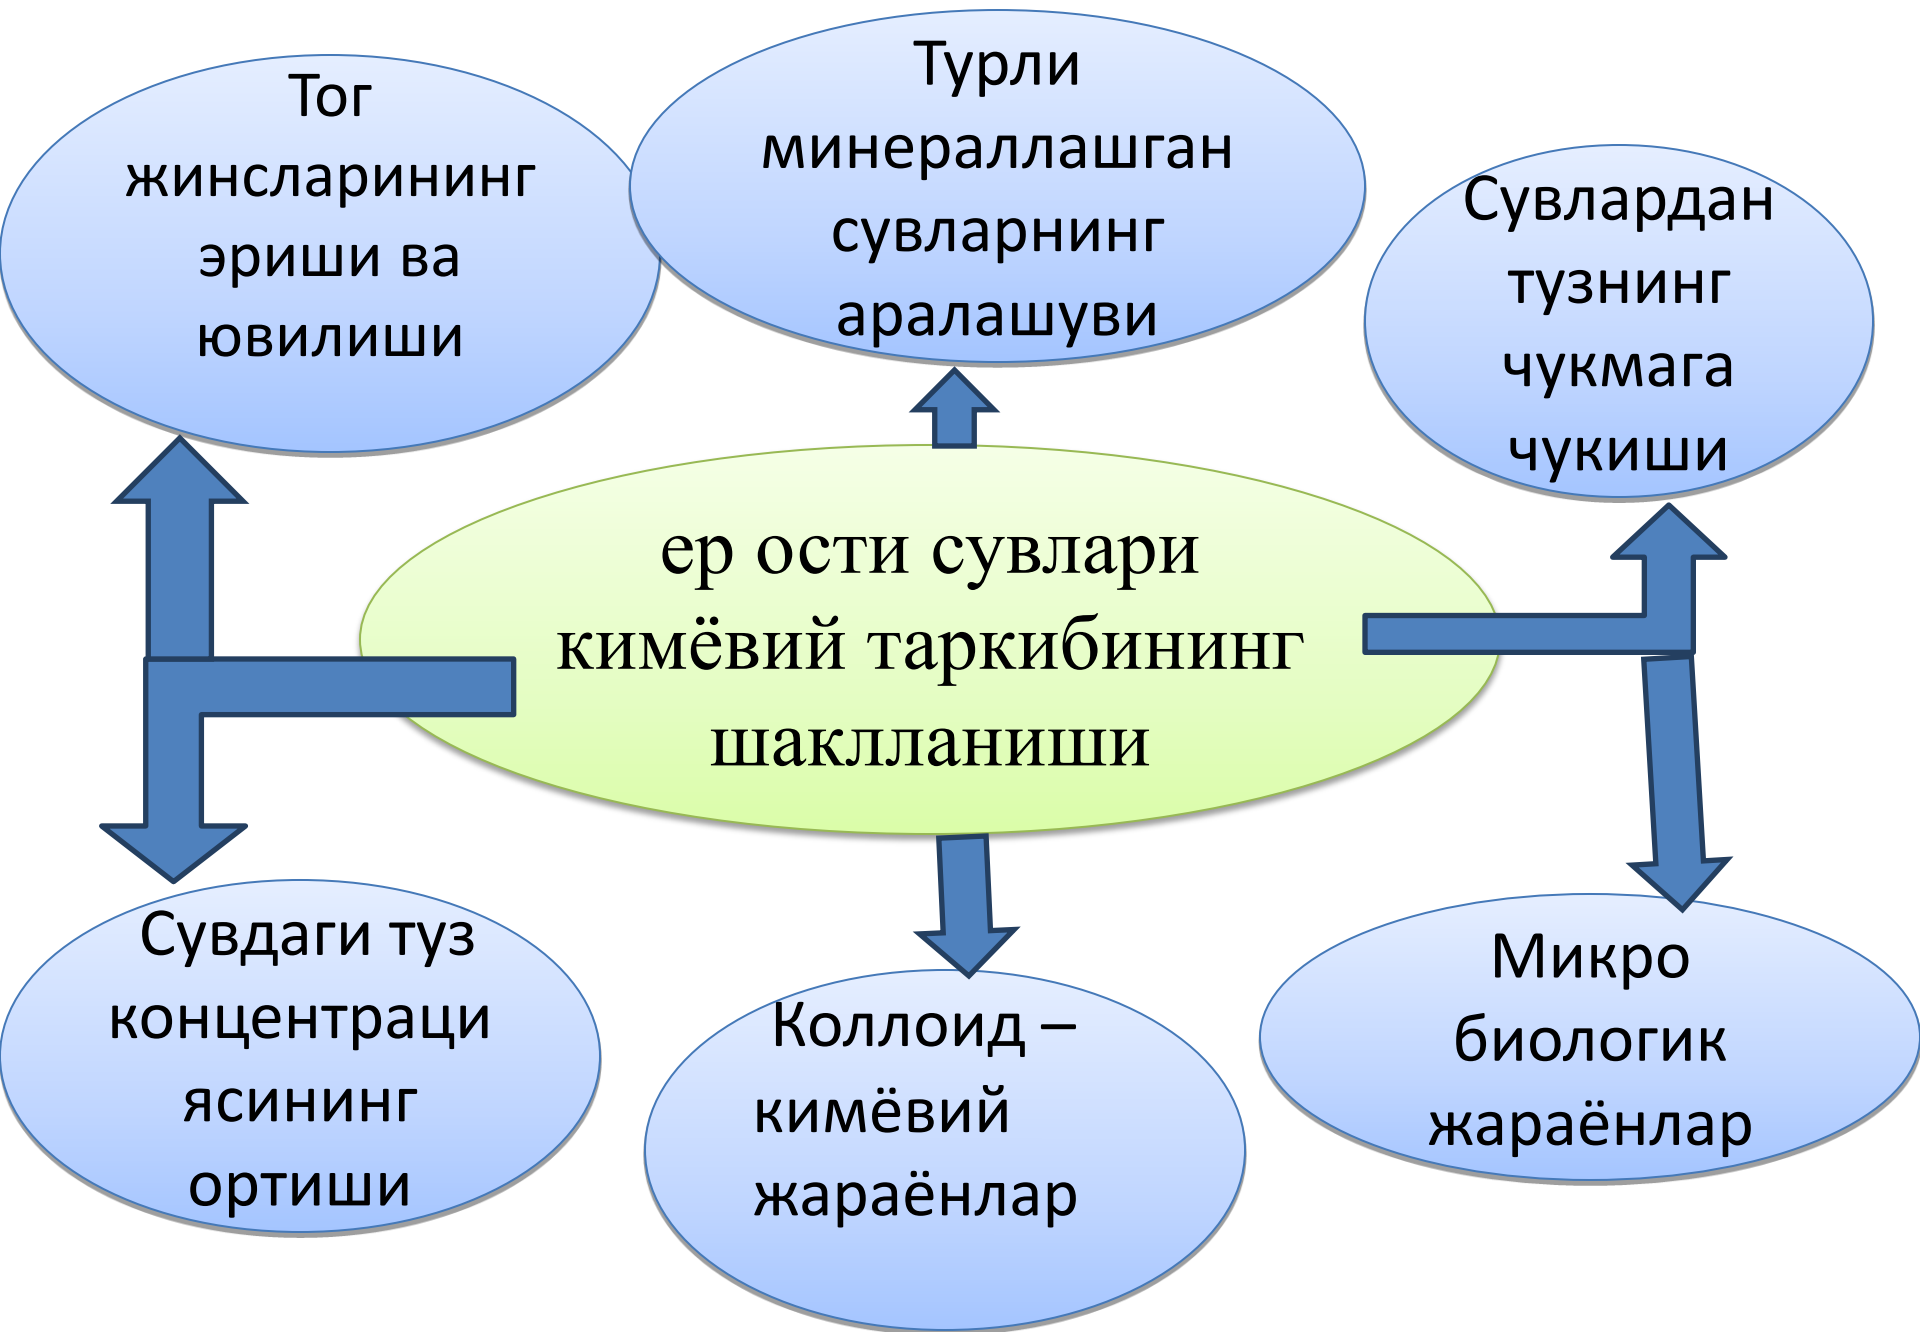 Тог
жинсларининг
эриши ва
ювилиши
Турли
минераллашган
сувларнинг
аралашуви
Сувлардан
тузнинг
чукмага
чукиши
ер ости сувлари
кимёвий таркибининг
шаклланиши
Сувдаги туз
концентраци
ясининг
ортиши
Коллоид –
кимёвий
жараёнлар
Микро
биологик
жараёнлар